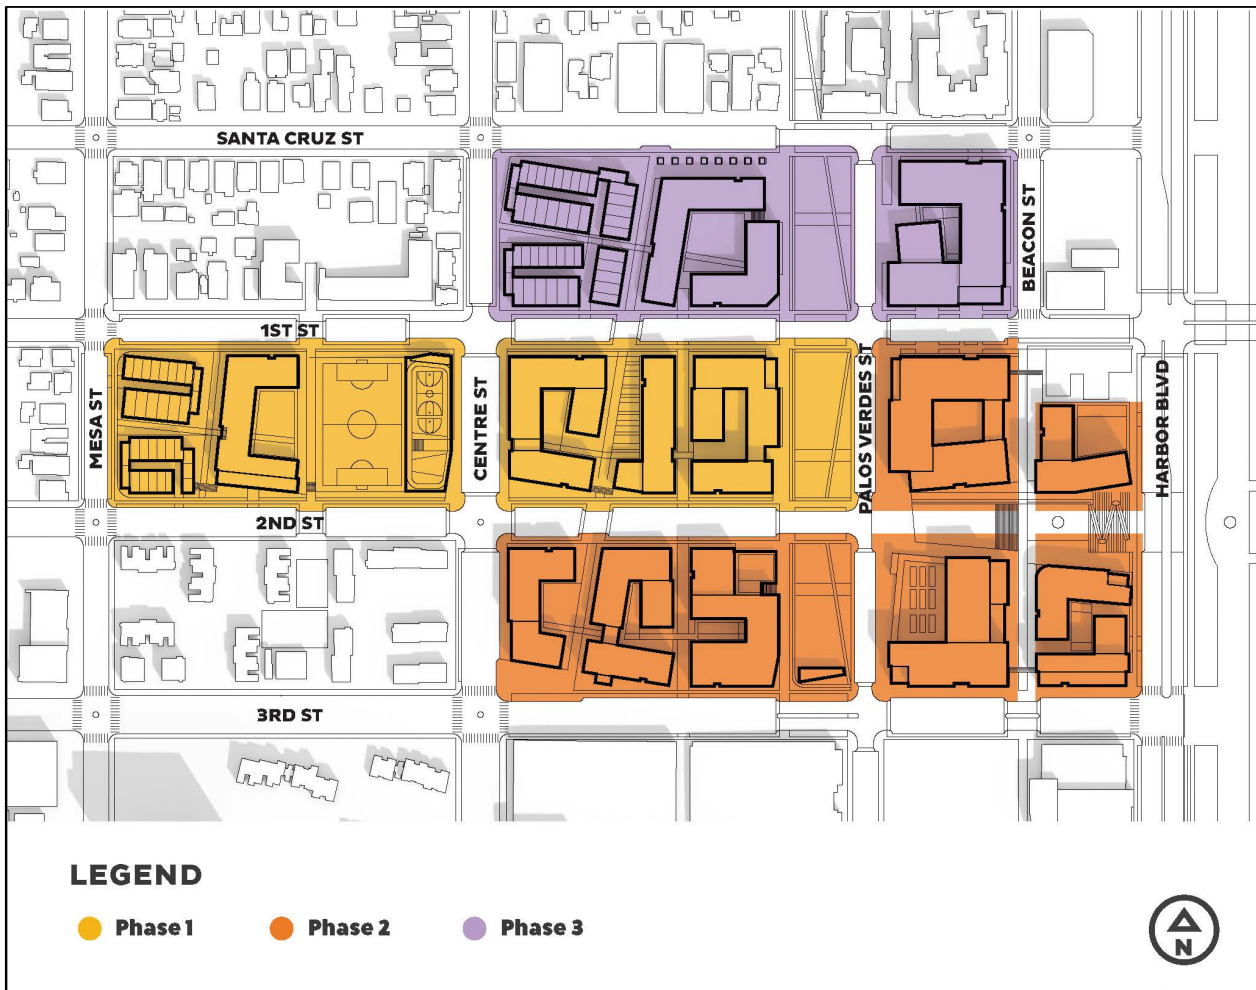 SANTA CRUZ ST
BEACON ST
1ST ST
MESA ST
CENTRE ST
PALOS VERDES ST
HARBOR BLVD
2ND ST
3RD ST
LEGEND
Phase 1
Phase 2
Phase 3
N